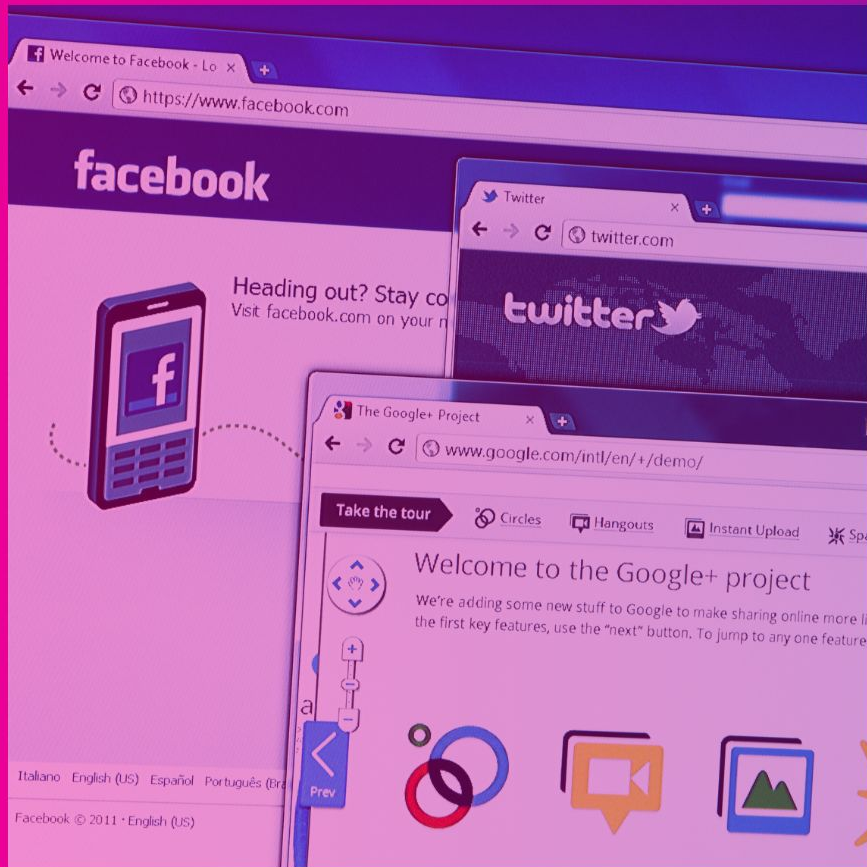 Welcome to Facebook - Lo
https://www.facebook.com
facebook
Heading out? Stay co
Visit facebook.com on your
f
Italiano English (US) Español Português (Bra
Facebook © 2011 · English (US)
Twitter
twitter.com
twitter
The Google+ Project
www.google.com/intl/en/+/demo/
Take the tour
Circles
Hangouts
Instant Upload
Spa
Welcome to the Google+ project
We're adding some new stuff to Google to make sharing online more li
the first key features, use the "next" button. To jump to any one feature
a
Prev